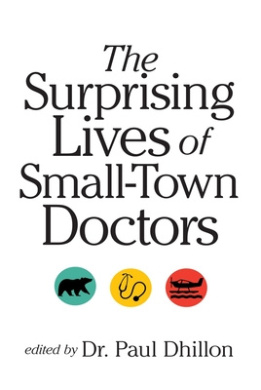 The
Surprising
Lives of
Small-Town
Doctors
edited by Dr. Paul Dhillon